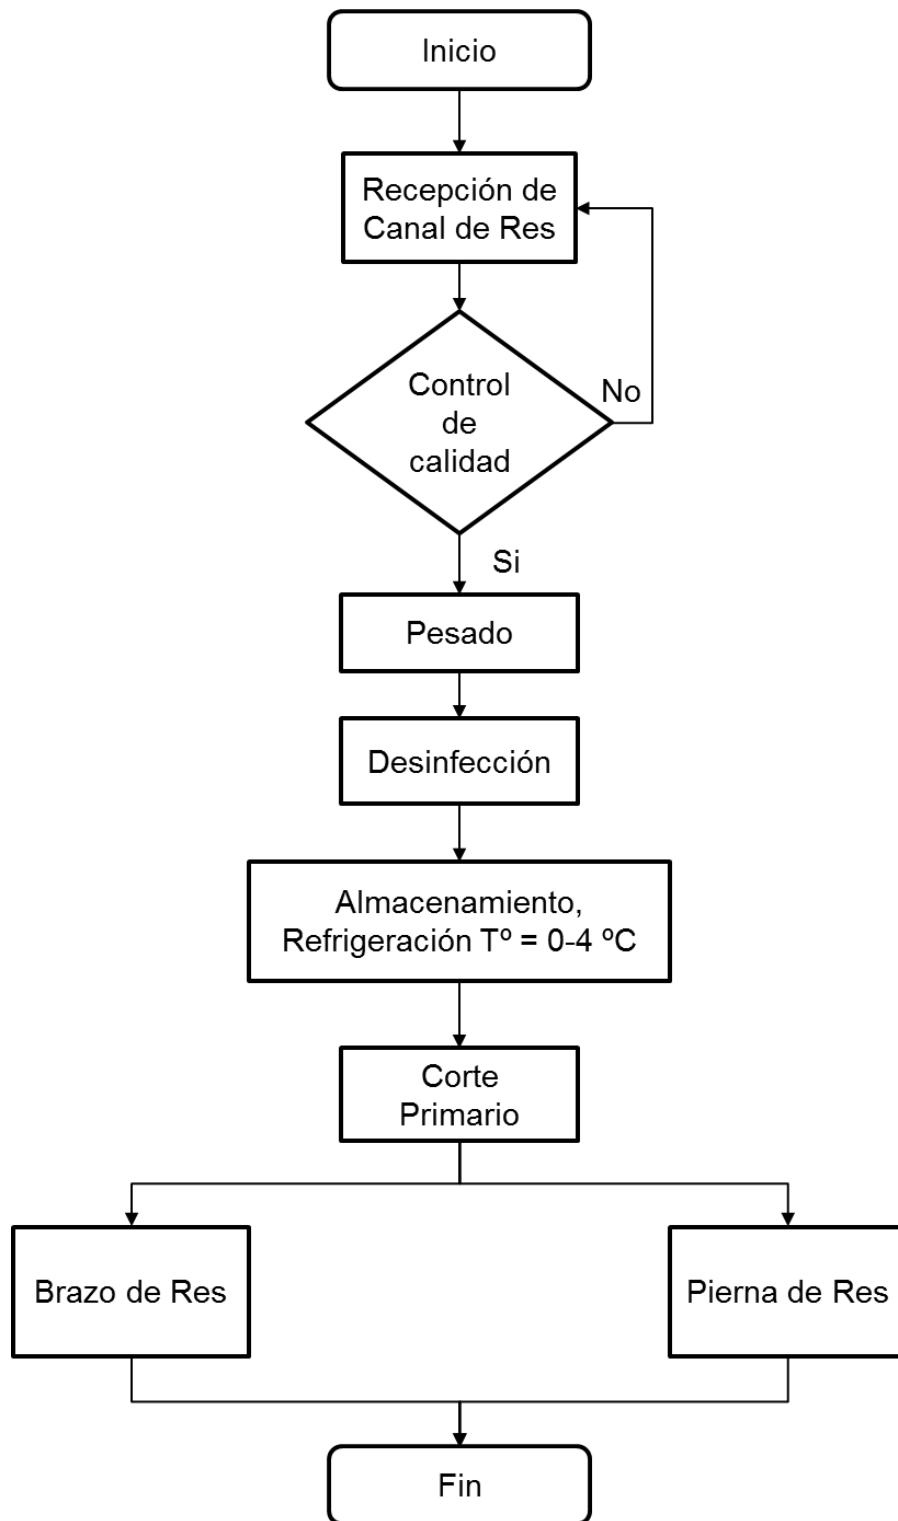 Inicio
Recepción de
Canal de Res
Control
de
calidad
No
Si
Pesado
Desinfección
Almacenamiento,
Refrigeración Tº = 0-4 ºC
Corte
Primario
Brazo de Res
Pierna de Res
Fin